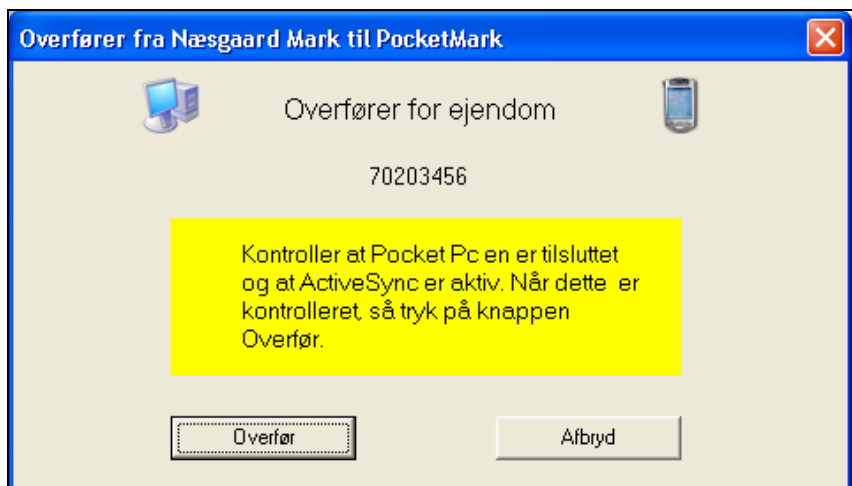 Overfører fra Næsgaard Mark til PocketMark
Overfører for ejendom
70203456
Kontroller at Pocket Pc en er tilsluttet
og at ActiveSync er aktiv. Når dette er
kontrolleret, så tryk på knappen
Overfør.
Overfør
Afbryd